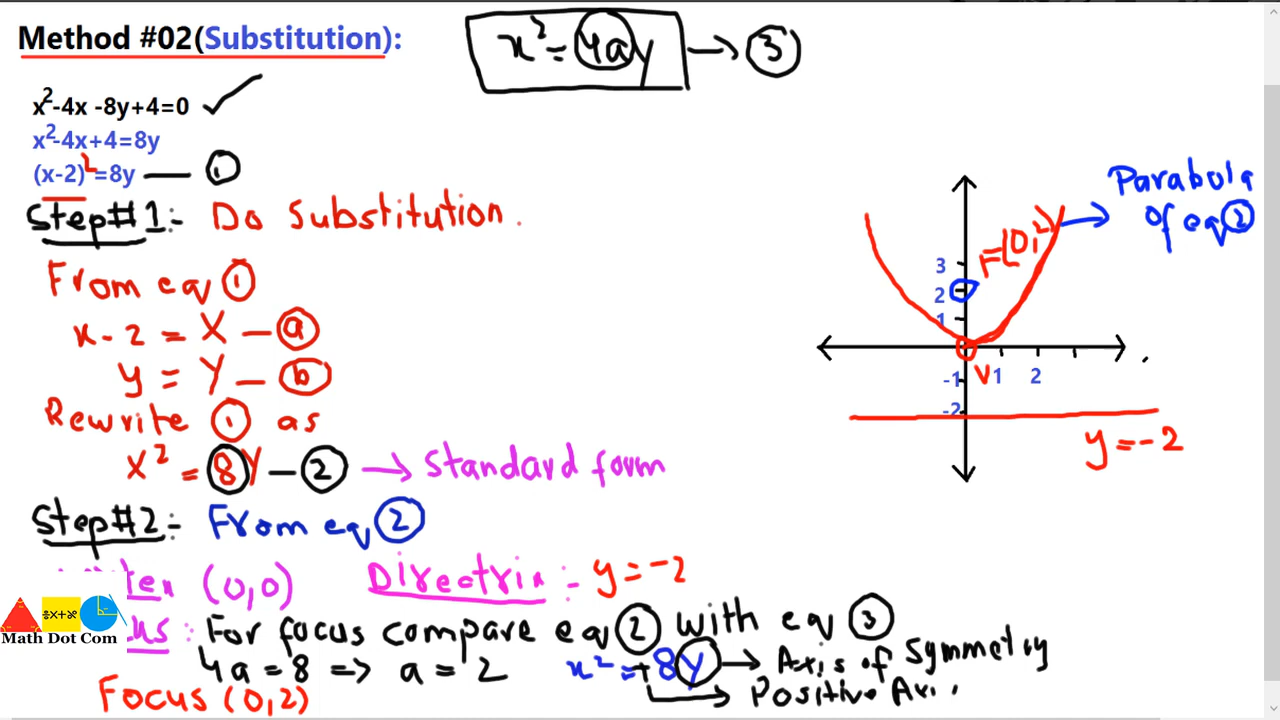 Method #02(Substitution):
x² = 4ay → ③
x²-4x -8y+4=0
x²-4x+4=8y
(x-2)²=8y — ①
Step#1:- Do Substitution.
From eq ①
x-2 = X — ⓐ
y = Y — ⓑ
Rewrite ① as
X² = 8Y — ② → Standard form
Step#2:- From eq ②
(0,0) Directrix :- y=-2
For focus compare eq ② with eq ③
4a=8 => a=2 x²=+8Y → Axis of Symmetry
Positive Axi
Focus (0,2)
Parabola
of eq ②
F=(0,2)
3
2
1
V 1 2
-1
-2
y=-2
Math Dot Com